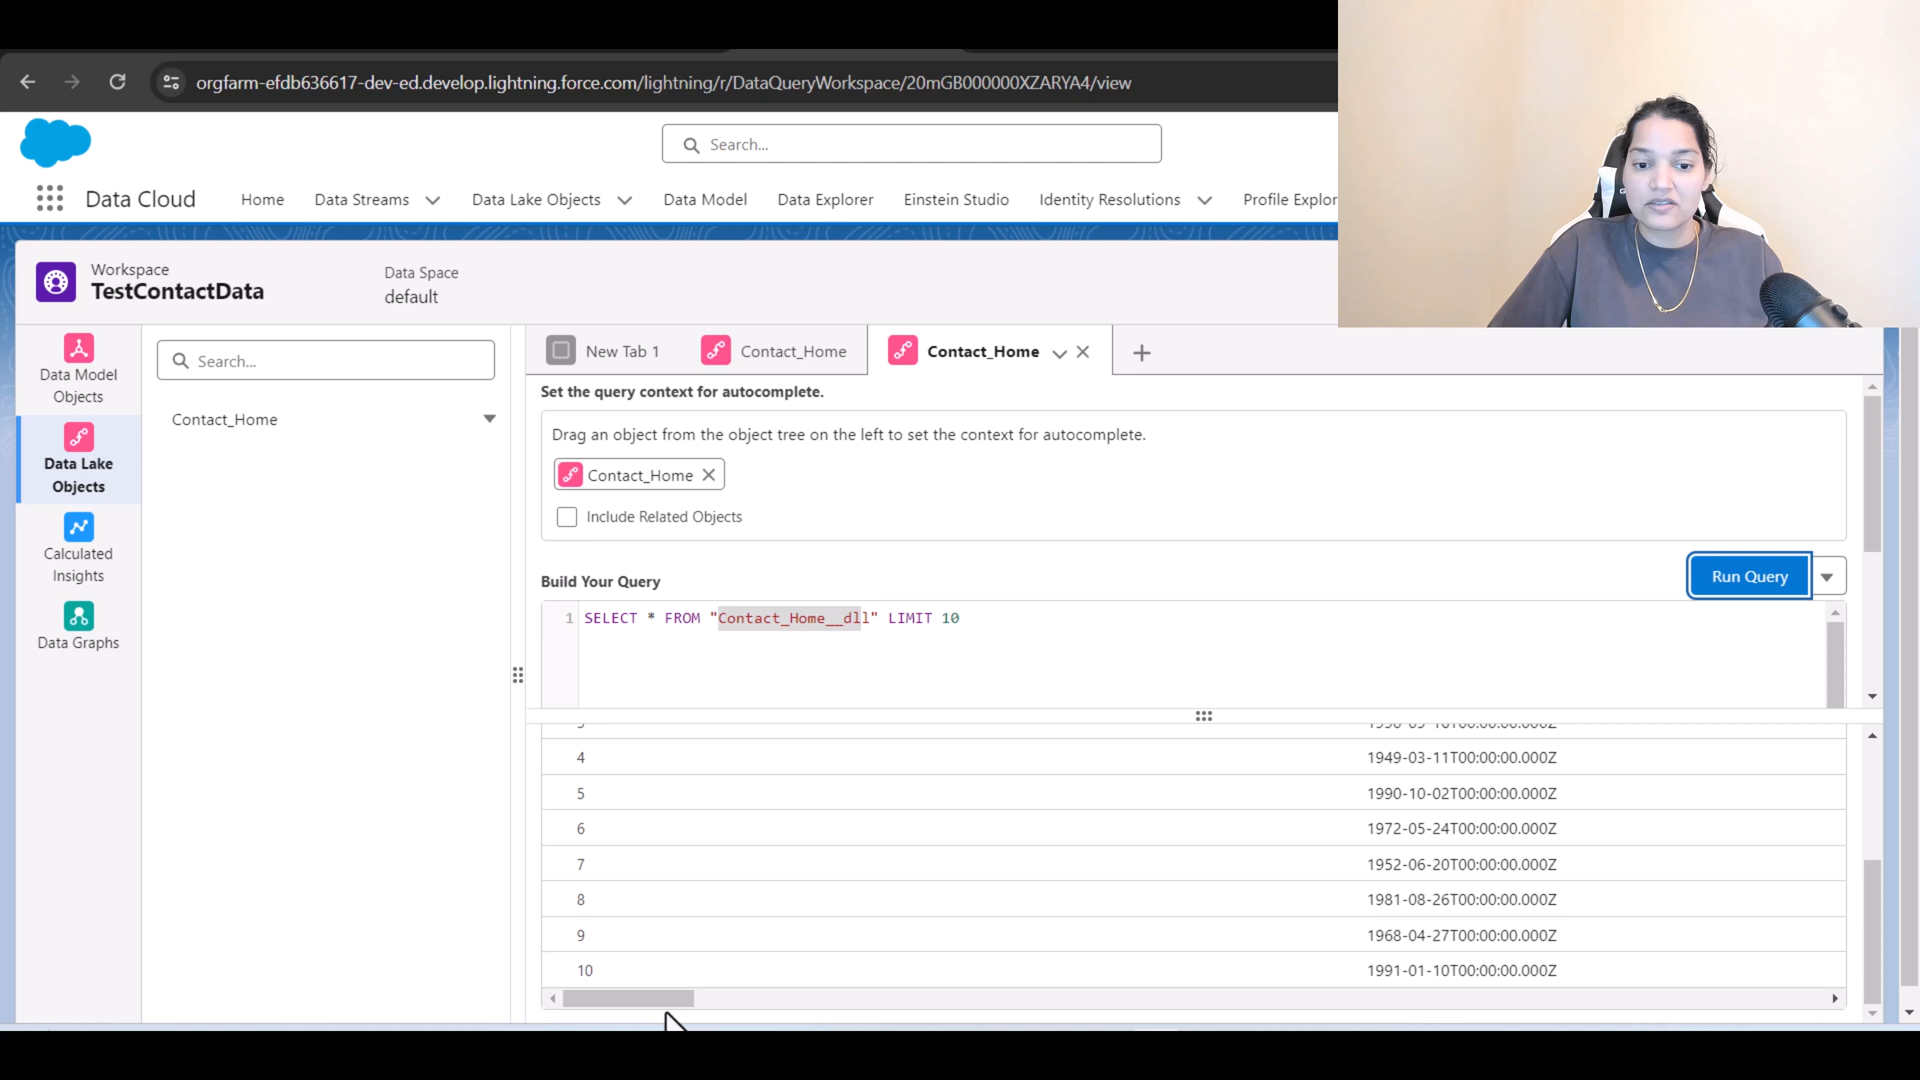 orgfarm-efdb636617-dev-ed.develop.lightning.force.com/lightning/r/DataQueryWorkspace/20mGB000000XZARYA4/view
Search...
Data Cloud
Home
Data Streams
Data Lake Objects
Data Model
Data Explorer
Einstein Studio
Identity Resolutions
Profile Explor
Workspace
TestContactData
Data Space
default
Data Model
Objects
Data Lake
Objects
Calculated
Insights
Data Graphs
Search...
Contact_Home
New Tab 1
Contact_Home
Contact_Home
Set the query context for autocomplete.
Drag an object from the object tree on the left to set the context for autocomplete.
Contact_Home
Include Related Objects
Build Your Query
Run Query
1 SELECT * FROM "Contact_Home__dll" LIMIT 10
4 1949-03-11T00:00:00.000Z
5 1990-10-02T00:00:00.000Z
6 1972-05-24T00:00:00.000Z
7 1952-06-20T00:00:00.000Z
8 1981-08-26T00:00:00.000Z
9 1968-04-27T00:00:00.000Z
10 1991-01-10T00:00:00.000Z